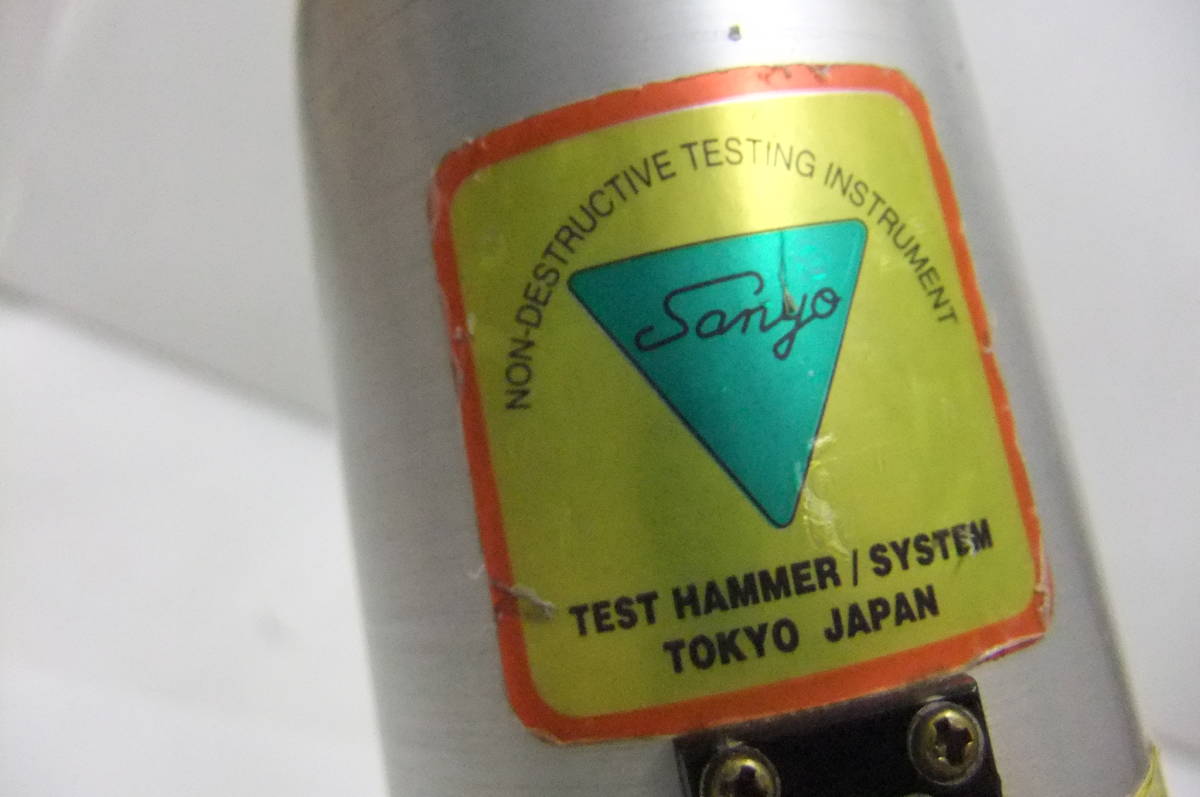 NON-DESTRUCTIVE TESTING INSTRUMENT
Sanyo
TEST HAMMER / SYSTEM
TOKYO JAPAN